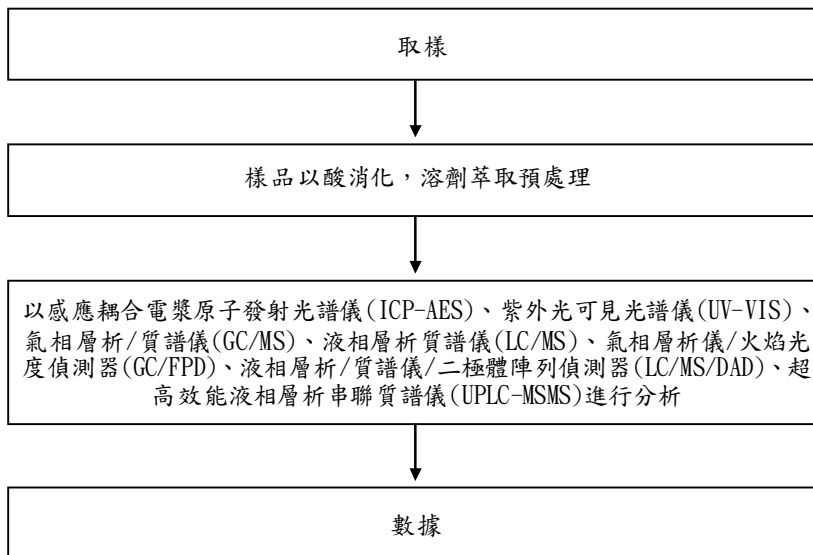 取樣
樣品以酸消化，溶劑萃取預處理
以感應耦合電漿原子發射光譜儀(ICP-AES)、紫外光可見光譜儀(UV-VIS)、
氣相層析/質譜儀(GC/MS)、液相層析質譜儀(LC/MS)、氣相層析儀/火焰光
度偵測器(GC/FPD)、液相層析/質譜儀/二極體陣列偵測器(LC/MS/DAD)、超
高效能液相層析串聯質譜儀(UPLC-MSMS)進行分析
數據